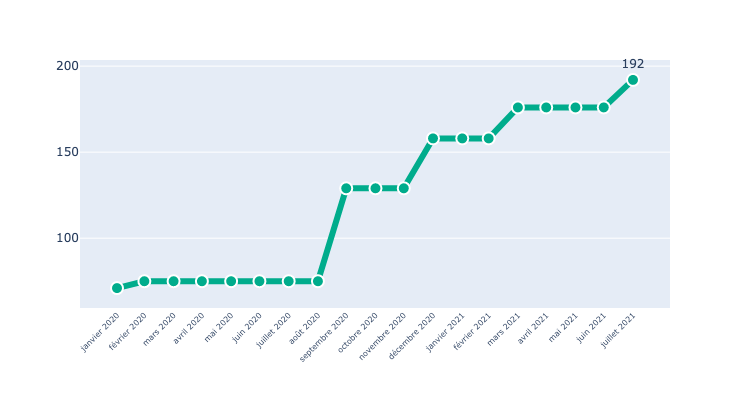 200
192
150
100
janvier 2020
février 2020
mars 2020
avril 2020
mai 2020
juin 2020
juillet 2020
août 2020
septembre 2020
octobre 2020
novembre 2020
décembre 2020
janvier 2021
février 2021
mars 2021
avril 2021
mai 2021
juin 2021
juillet 2021